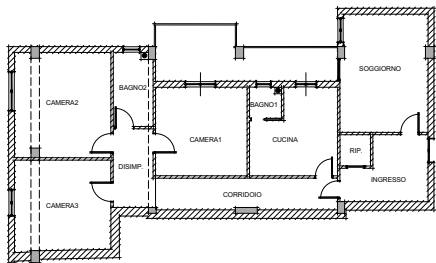 SOGGIORNO
BAGNO2
CAMERA2
BAGNO1
CAMERA1
CUCINA
RIP.
DISIMP.
INGRESSO
CORRIDOIO
CAMERA3